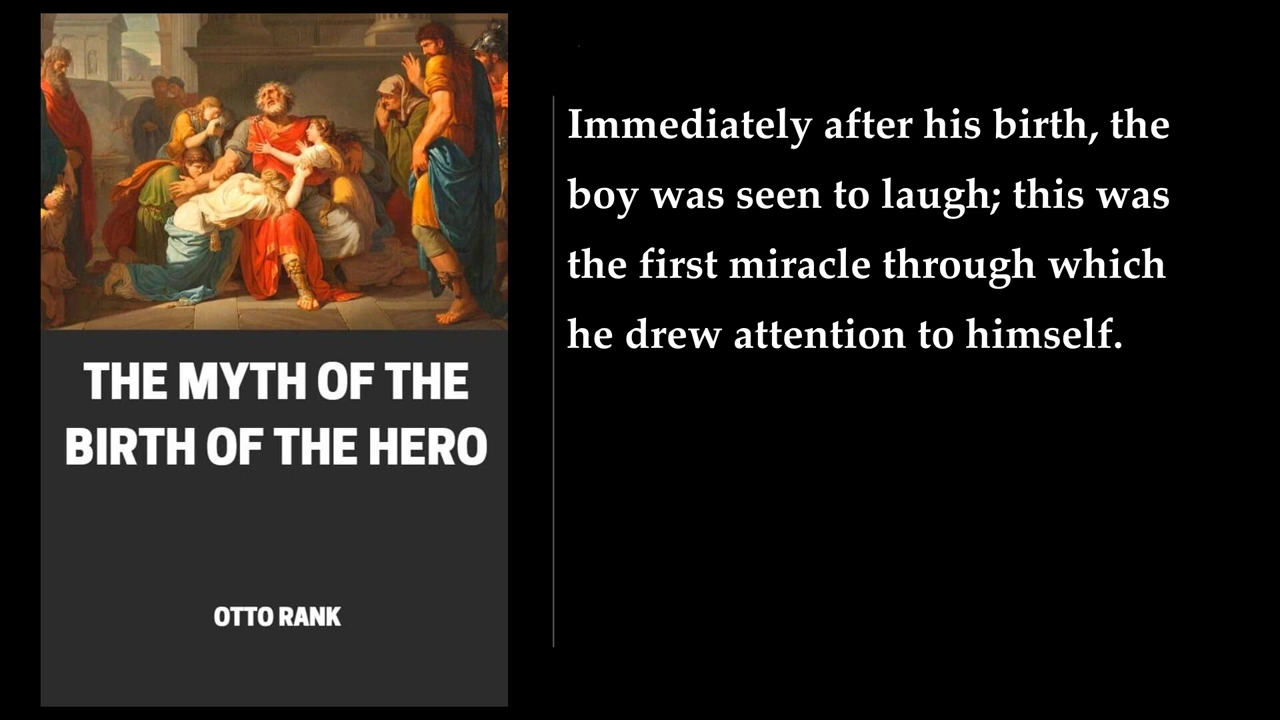 THE MYTH OF THE
BIRTH OF THE HERO
OTTO RANK
Immediately after his birth, the
boy was seen to laugh; this was
the first miracle through which
he drew attention to himself.